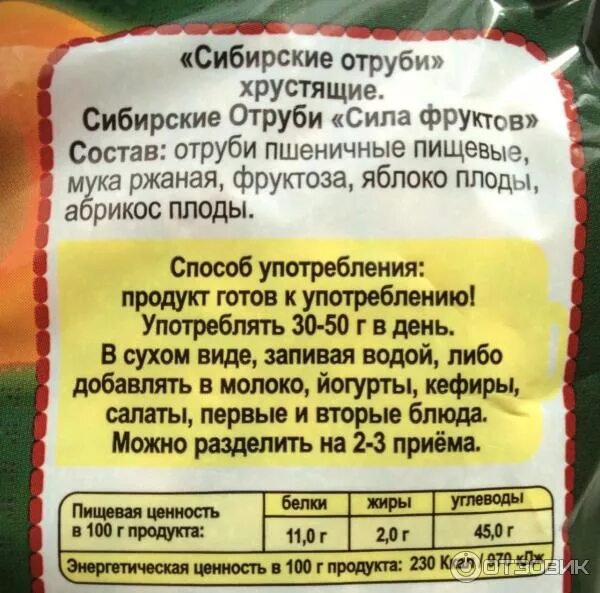 «Сибирские отруби»
хрустящие.
Сибирские Отруби «Сила фруктов»
Состав: отруби пшеничные пищевые,
мука ржаная, фруктоза, яблоко плоды,
абрикос плоды.
Способ употребления:
продукт готов к употреблению!
Употреблять 30-50 г в день.
В сухом виде, запивая водой, либо
добавлять в молоко, йогурты, кефиры,
салаты, первые и вторые блюда.
Можно разделить на 2-3 приёма.
Пищевая ценность белки жиры углеводы
в 100 г продукта: 11,0 г 2,0 г 45,0 г
Энергетическая ценность в 100 г продукта: 230 Ккал / 970 кДж
ОТЗОВИК